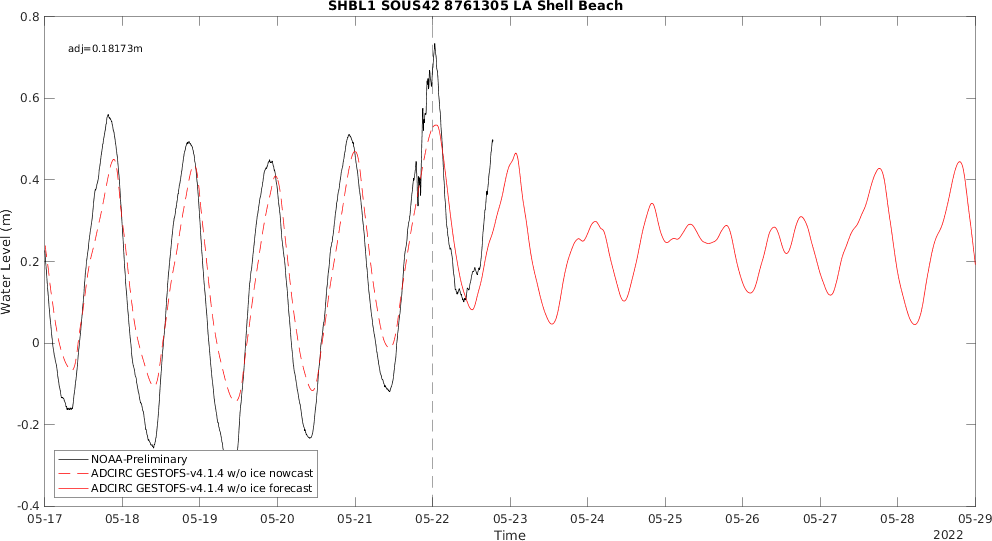 SHBL1 SOUS42 8761305 LA Shell Beach
adj=0.18173m
Water Level (m)
0.8
0.6
0.4
0.2
0
-0.2
-0.4
NOAA-Preliminary
ADCIRC GESTOFS-v4.1.4 w/o ice nowcast
ADCIRC GESTOFS-v4.1.4 w/o ice forecast
05-17 05-18 05-19 05-20 05-21 05-22 05-23 05-24 05-25 05-26 05-27 05-28 05-29
Time
2022